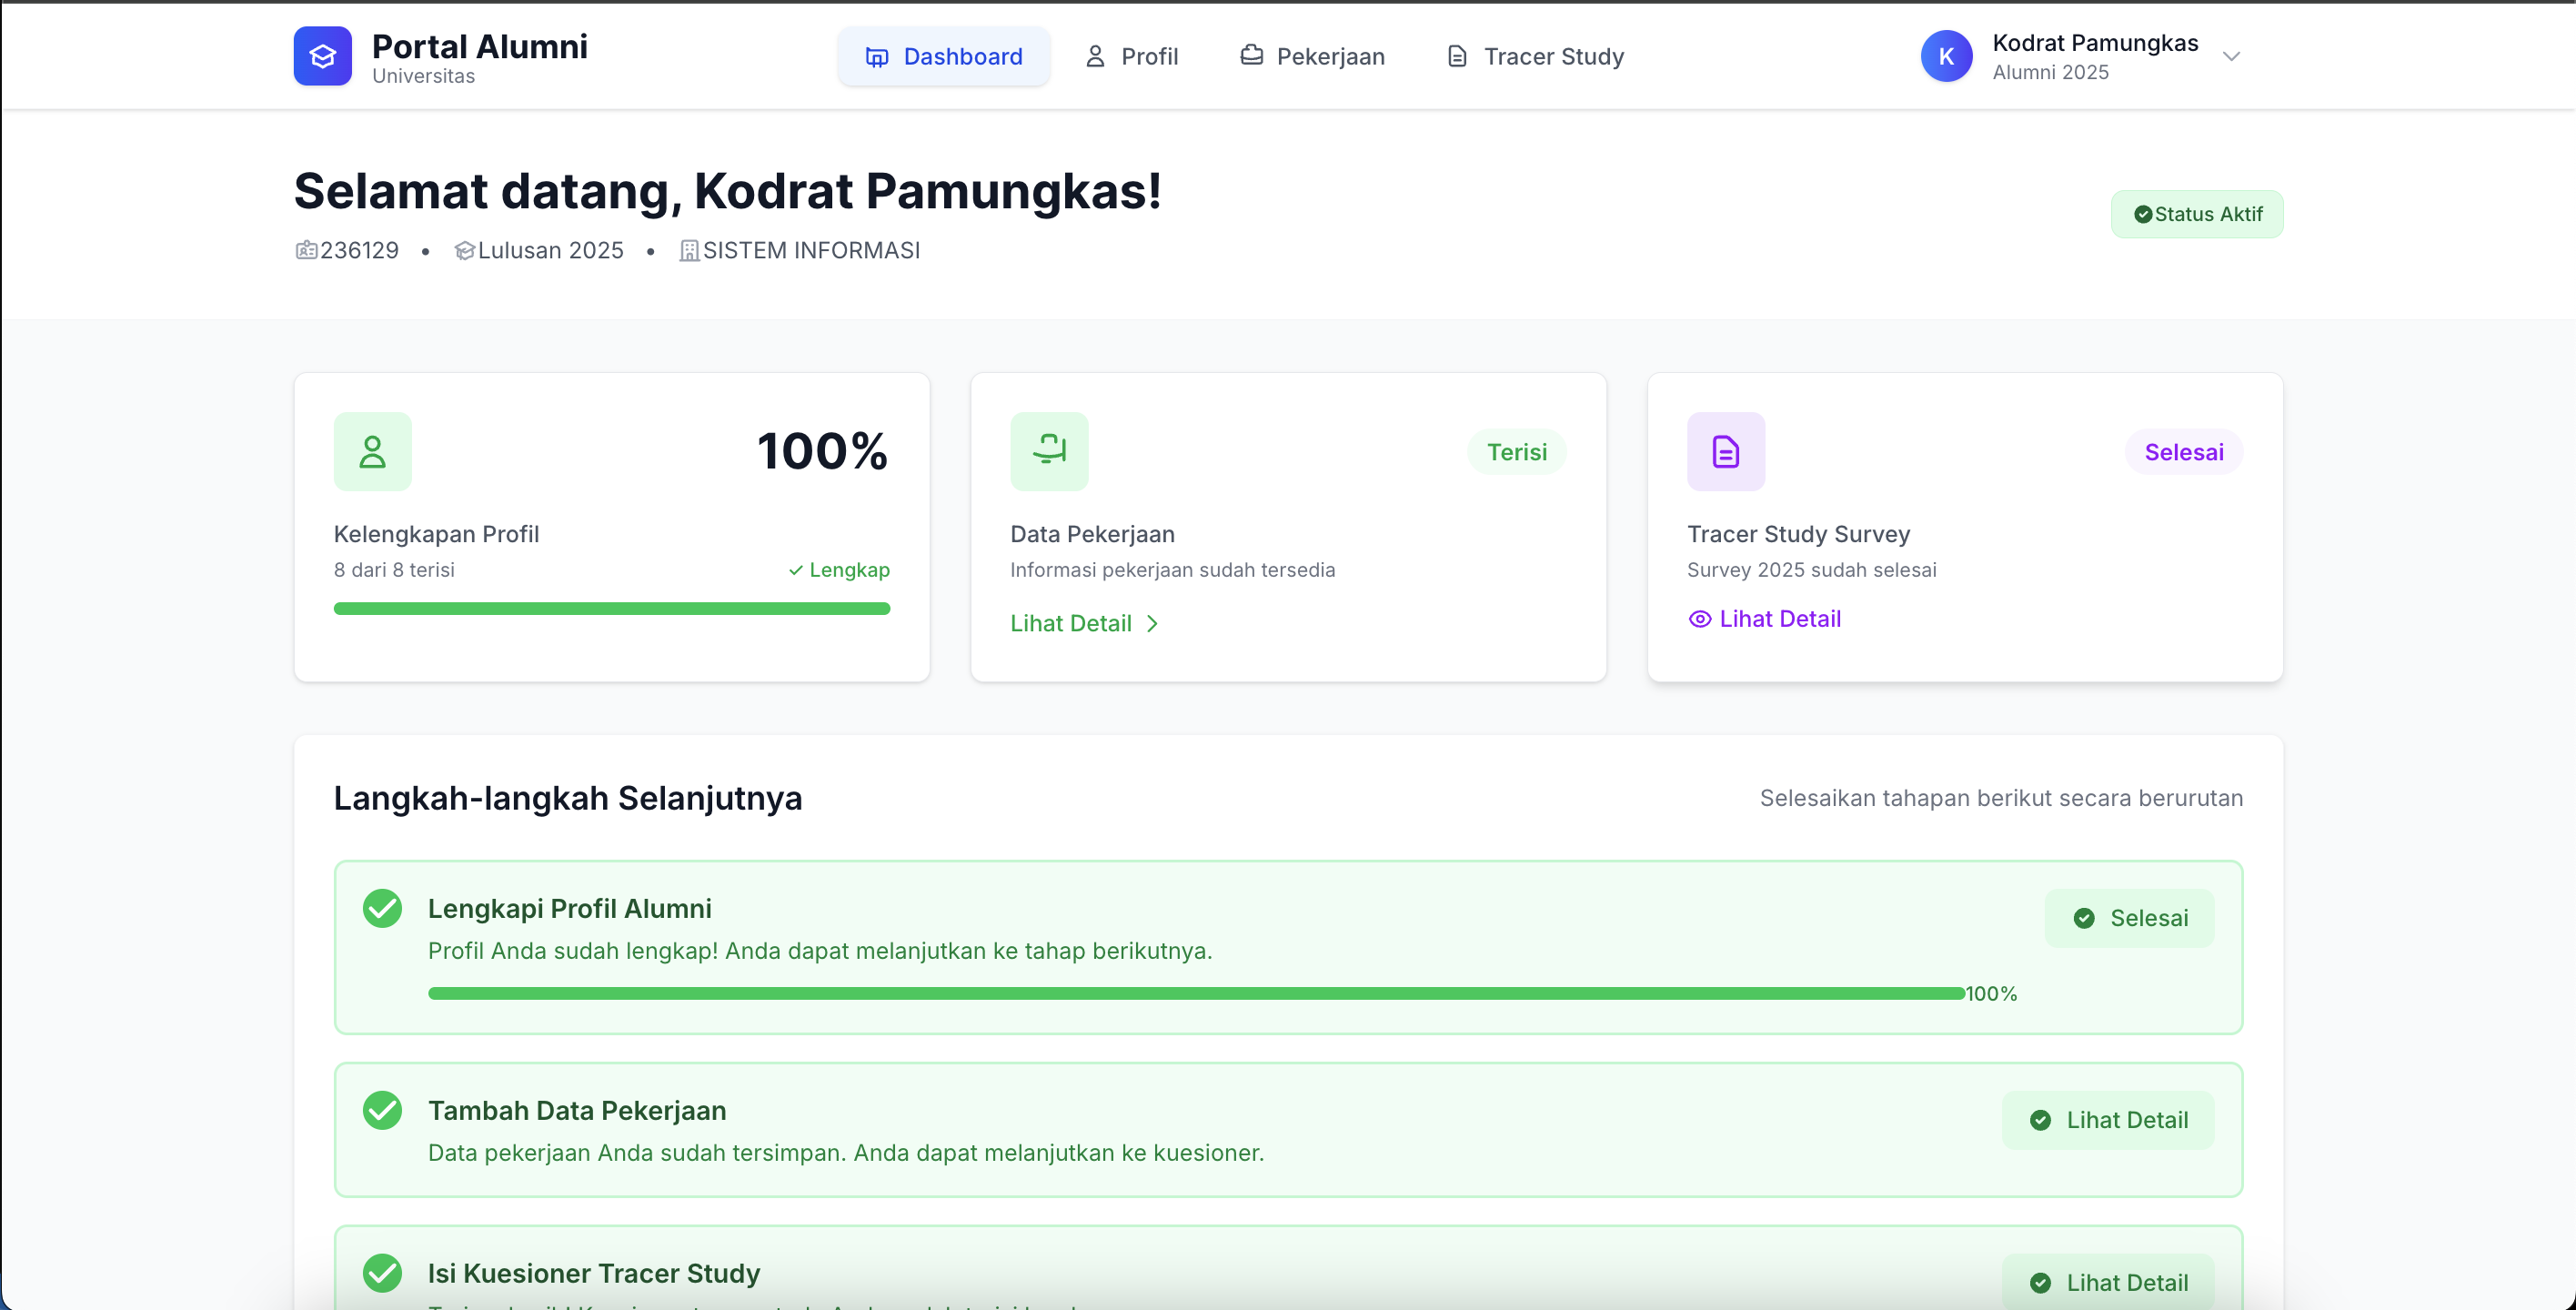 Portal Alumni
Universitas
Dashboard
Profil
Pekerjaan
Tracer Study
K
Kodrat Pamungkas
Alumni 2025
Selamat datang, Kodrat Pamungkas!
236129 • Lulusan 2025 • SISTEM INFORMASI
Status Aktif
100%
Kelengkapan Profil
8 dari 8 terisi
Lengkap
Terisi
Data Pekerjaan
Informasi pekerjaan sudah tersedia
Lihat Detail
Selesai
Tracer Study Survey
Survey 2025 sudah selesai
Lihat Detail
Langkah-langkah Selanjutnya
Selesaikan tahapan berikut secara berurutan
Lengkapi Profil Alumni
Profil Anda sudah lengkap! Anda dapat melanjutkan ke tahap berikutnya.
100%
Selesai
Tambah Data Pekerjaan
Data pekerjaan Anda sudah tersimpan. Anda dapat melanjutkan ke kuesioner.
Lihat Detail
Isi Kuesioner Tracer Study
Lihat Detail